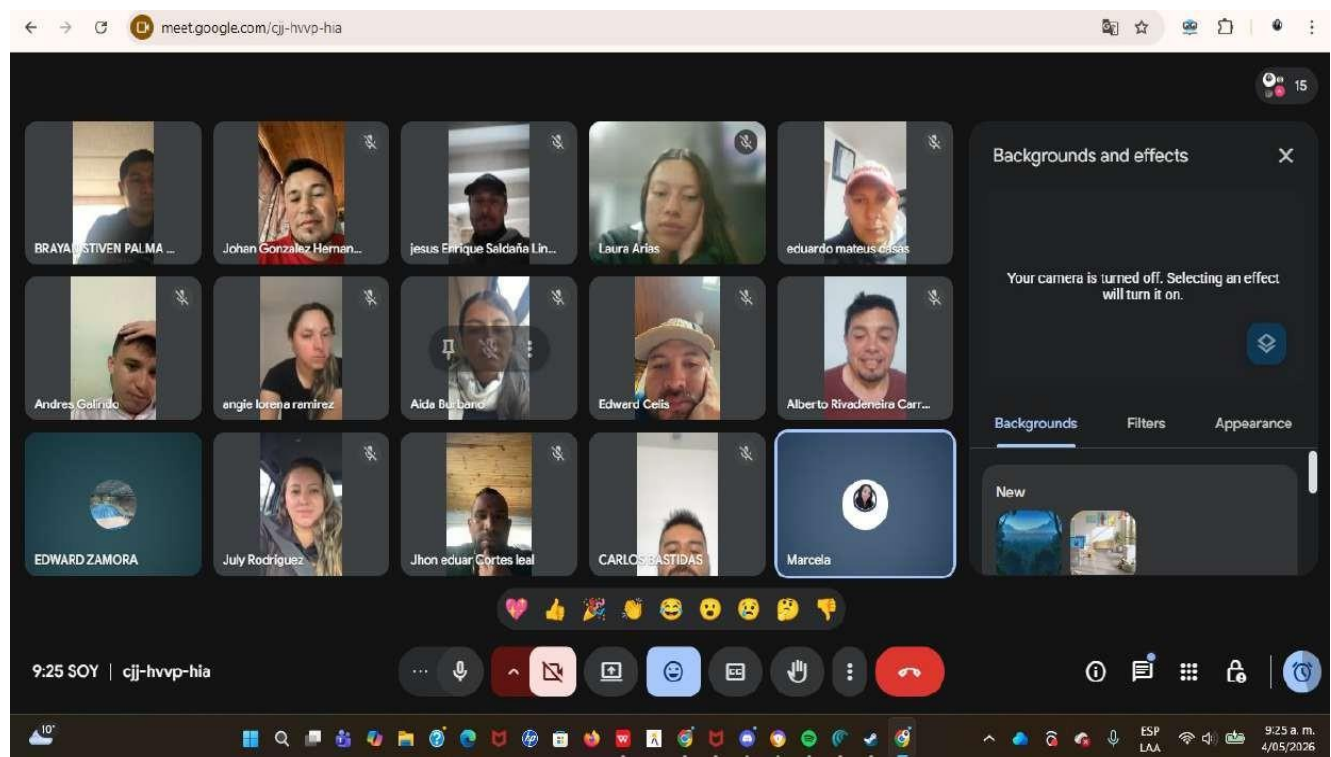 meet.google.com/cjj-hvvp-hia
15
BRAYAN STIVEN PALMA ...
Johan Gonzalez Hernan...
jesus Enrique Saldaña Lin...
Laura Arias
eduardo mateus casas
Backgrounds and effects
Your camera is turned off. Selecting an effect
will turn it on.
Andres Galindo
angie lorena ramirez
Aida Burbano
Edward Celis
Alberto Rivadeneira Carr...
Backgrounds Filters Appearance
New
EDWARD ZAMORA
July Rodriguez
Jhon eduar Cortes leal
CARLOS BASTIDAS
Marcela
9:25 SOY | cjj-hvvp-hia
CC
10°
ESP
LAA
9:25 a. m.
4/05/2026